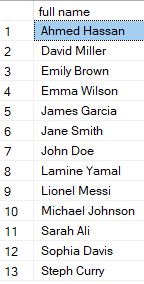 full name
1 Ahmed Hassan
2 David Miller
3 Emily Brown
4 Emma Wilson
5 James Garcia
6 Jane Smith
7 John Doe
8 Lamine Yamal
9 Lionel Messi
10 Michael Johnson
11 Sarah Ali
12 Sophia Davis
13 Steph Curry